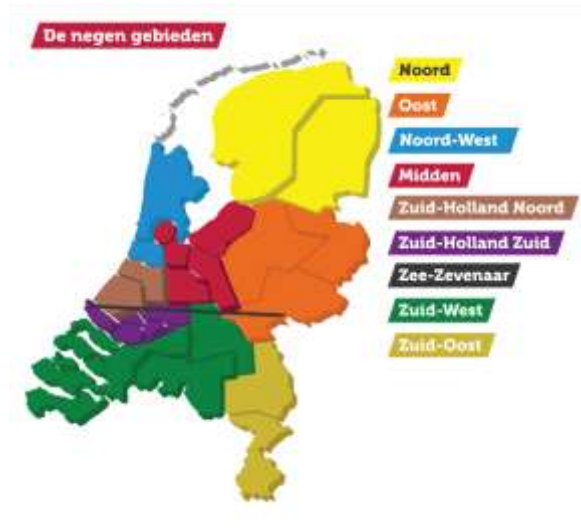 De negen gebieden
Noord
Oost
Noord-West
Midden
Zuid-Holland Noord
Zuid-Holland Zuid
Zee-Zevenaar
Zuid-West
Zuid-Oost